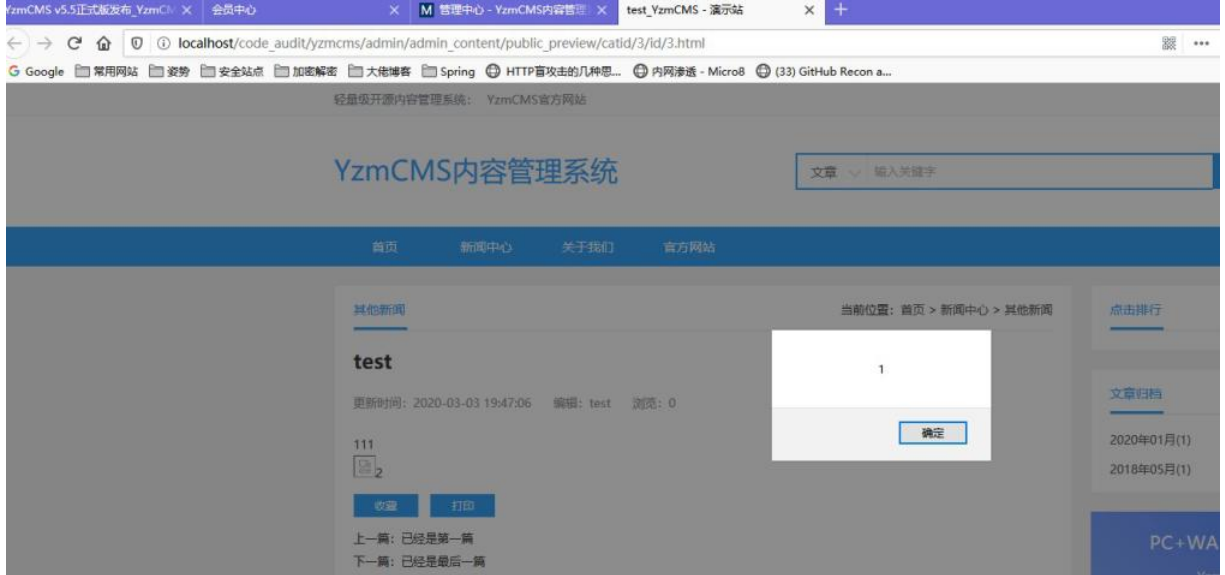 YzmCMS v5.5正式版发布_YzmCM
会员中心
M 管理中心 - YzmCMS内容管理
test_YzmCMS - 演示站
localhost/code_audit/yzmcms/admin/admin_content/public_preview/catid/3/id/3.html
Google 常用网站 姿势 安全站点 加密解密 大佬博客 Spring HTTP盲攻击的几种思... 内网渗透 - Micro8 (33) GitHub Recon a...
轻量级开源内容管理系统： YzmCMS官方网站
YzmCMS内容管理系统
文章 输入关键字
首页 新闻中心 关于我们 官方网站
其他新闻
当前位置：首页 > 新闻中心 > 其他新闻
点击排行
test
1
更新时间：2020-03-03 19:47:06 编辑：test 浏览：0
文章归档
确定
111
2020年01月(1)
2
2018年05月(1)
收藏 打印
上一篇：已经是第一篇
下一篇：已经是最后一篇
PC+WA